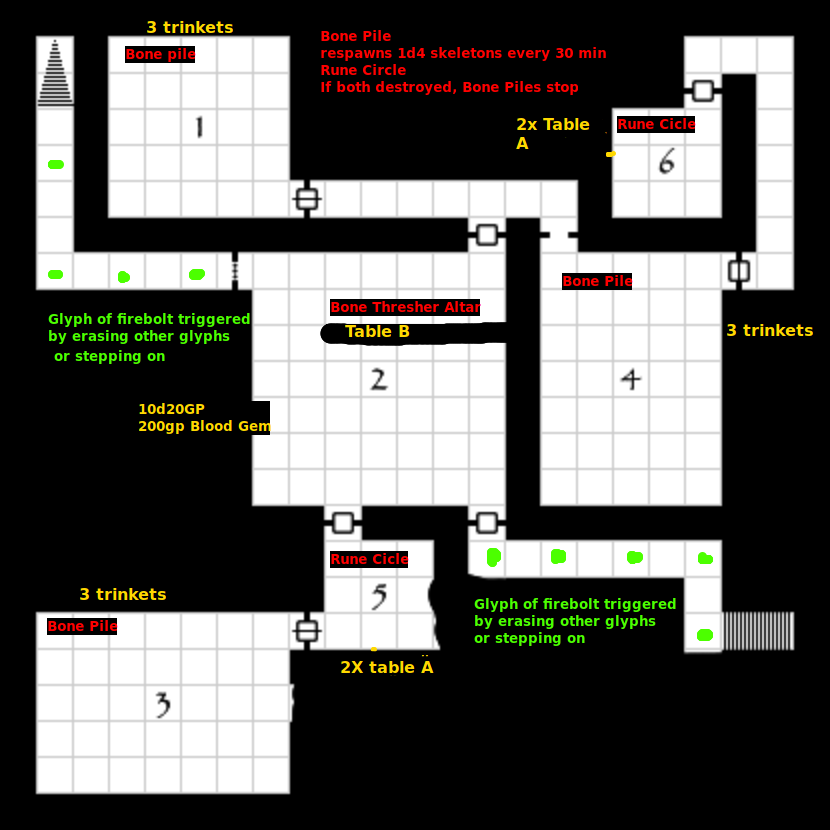 3 trinkets
Bone pile
1
Bone Pile
respawns 1d4 skeletons every 30 min
Rune Circle
If both destroyed, Bone Piles stop
2x Table
A
Rune Cicle
6
Bone Pile
Bone Thresher Altar
Table B
2
4
3 trinkets
Glyph of firebolt triggered
by erasing other glyphs
or stepping on
10d20GP
200gp Blood Gem
Rune Cicle
5
2X table A
Glyph of firebolt triggered
by erasing other glyphs
or stepping on
3 trinkets
Bone Pile
3